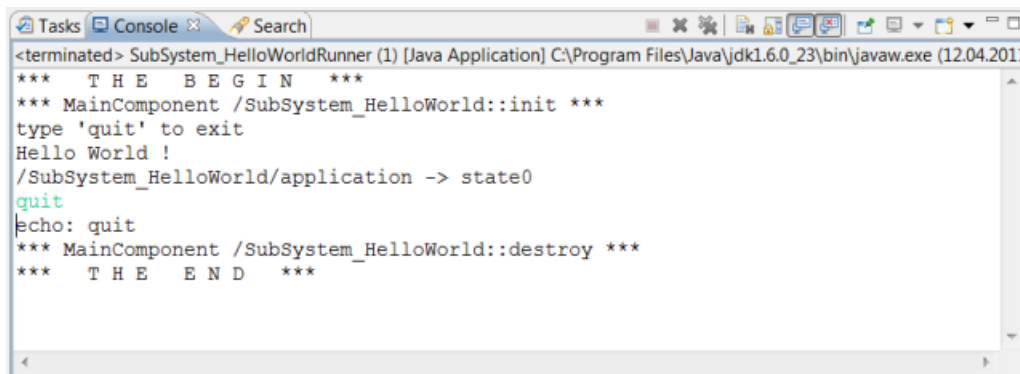 Tasks Console Search
<terminated> SubSystem_HelloWorldRunner (1) [Java Application] C:\Program Files\Java\jdk1.6.0_23\bin\javaw.exe (12.04.201
***   T H E   B E G I N   ***
*** MainComponent /SubSystem_HelloWorld::init ***
type 'quit' to exit
Hello World !
/SubSystem_HelloWorld/application -> state0
quit
echo: quit
*** MainComponent /SubSystem_HelloWorld::destroy ***
***   T H E   E N D   ***